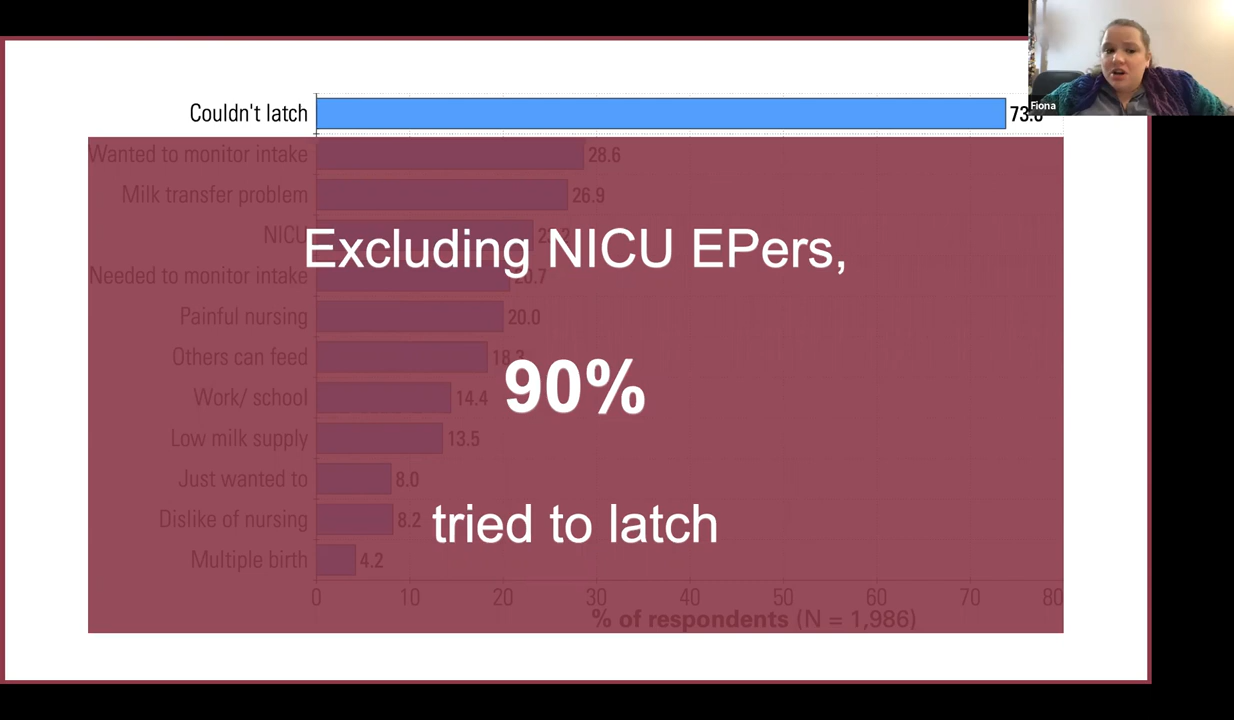 Couldn't latch
Fiona
Wanted to monitor intake 28.6
Milk transfer problem 26.9
NICU
Excluding NICU EPers,
Needed to monitor intake
Painful nursing 20.0
Others can feed
90%
Work/ school 14.4
Low milk supply 13.5
Just wanted to 8.0
Dislike of nursing 8.2
tried to latch
Multiple birth 4.2
0 10 20 30 40 50 60 70 80
% of respondents (N = 1,986)